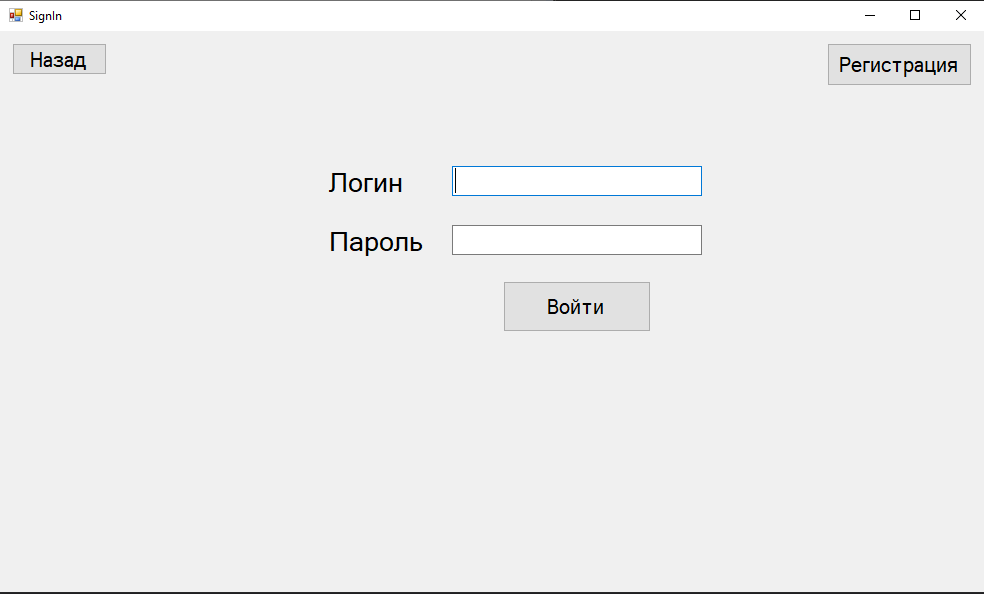 SignIn
Назад
Регистрация
Логин
Пароль
Войти